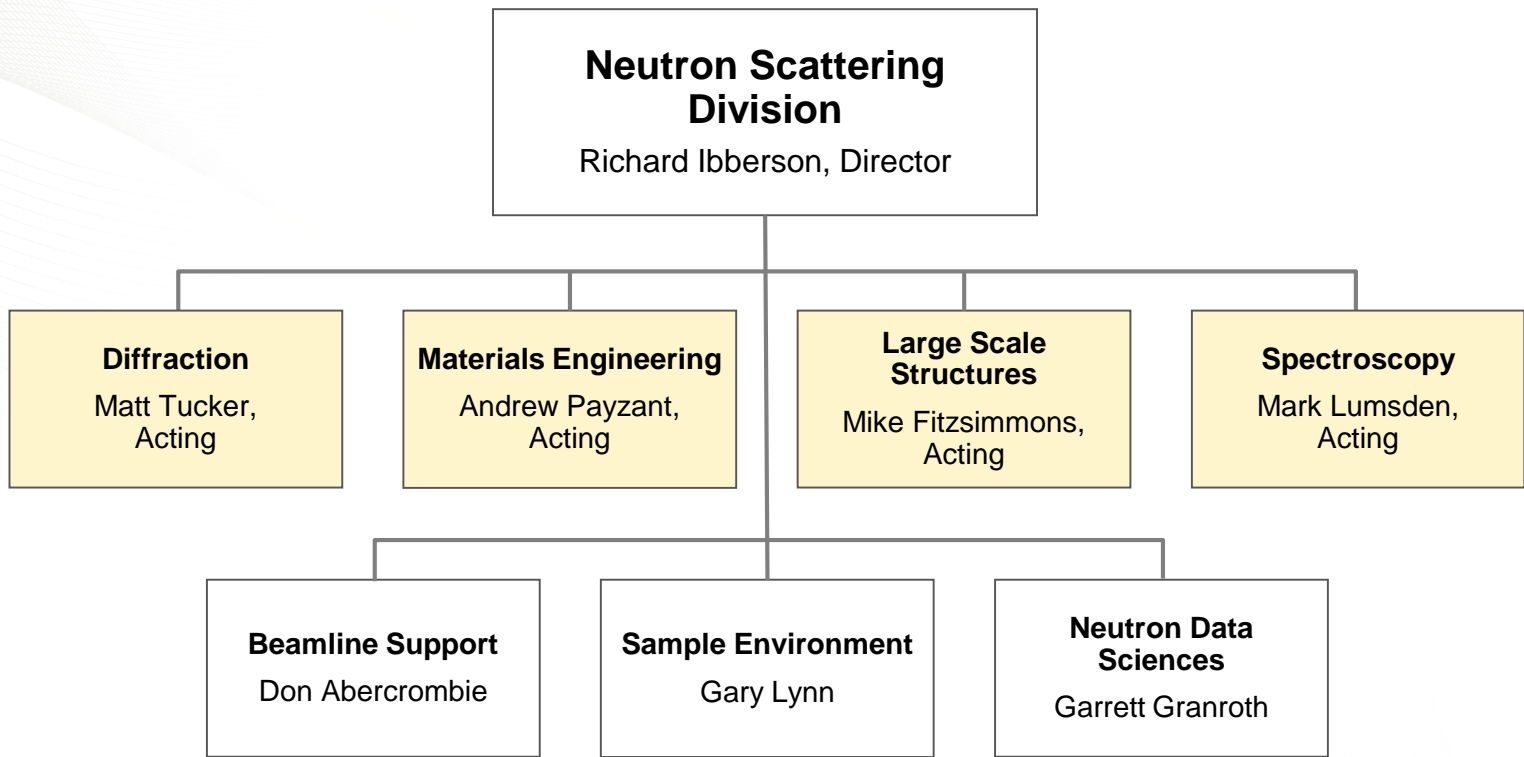 Neutron Scattering
Division
Richard Ibberson, Director
Diffraction
Matt Tucker,
Acting
Materials Engineering
Andrew Payzant,
Acting
Large Scale
Structures
Mike Fitzsimmons,
Acting
Spectroscopy
Mark Lumsden,
Acting
Beamline Support
Don Abercrombie
Sample Environment
Gary Lynn
Neutron Data
Sciences
Garrett Granroth